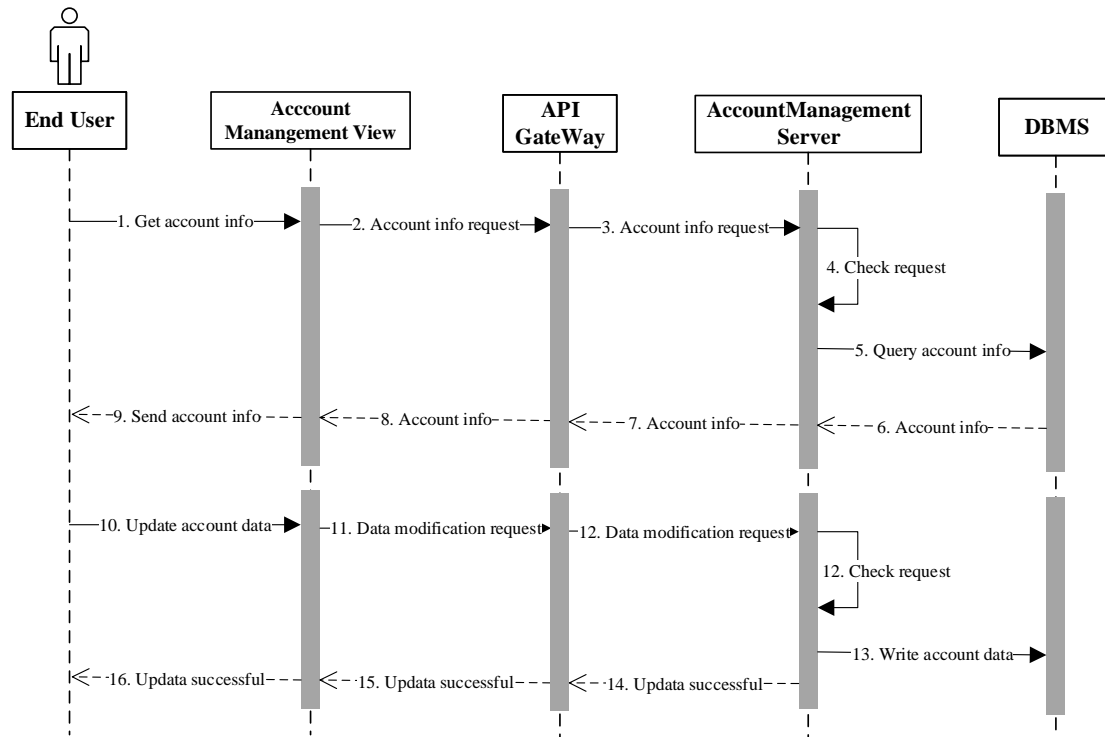 End User
Acccount
Manangement View
API
GateWay
AccountManagement
Server
DBMS
1. Get account info
2. Account info request
3. Account info request
4. Check request
5. Query account info
9. Send account info
8. Account info
7. Account info
6. Account info
10. Update account data
11. Data modification request
12. Data modification request
12. Check request
13. Write account data
16. Updata successful
15. Updata successful
14. Updata successful